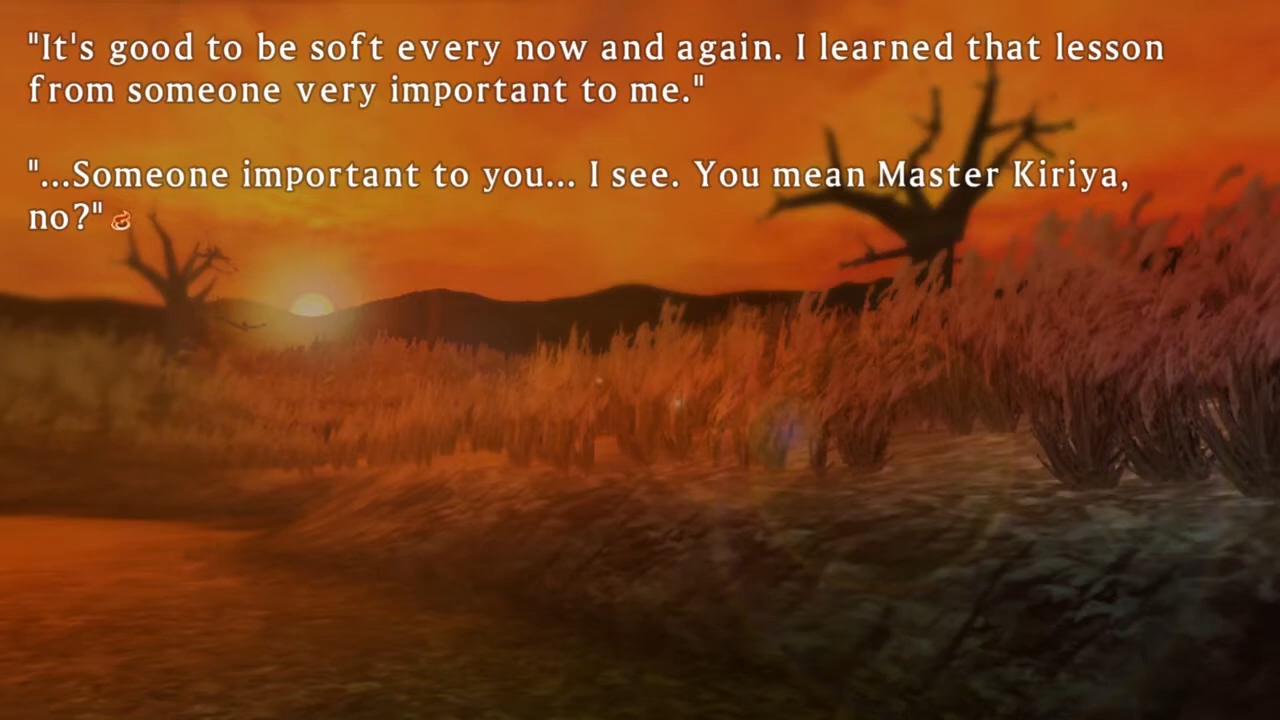 "It's good to be soft every now and again. I learned that lesson
from someone very important to me."
"...Someone important to you... I see. You mean Master Kiriya,
no?"